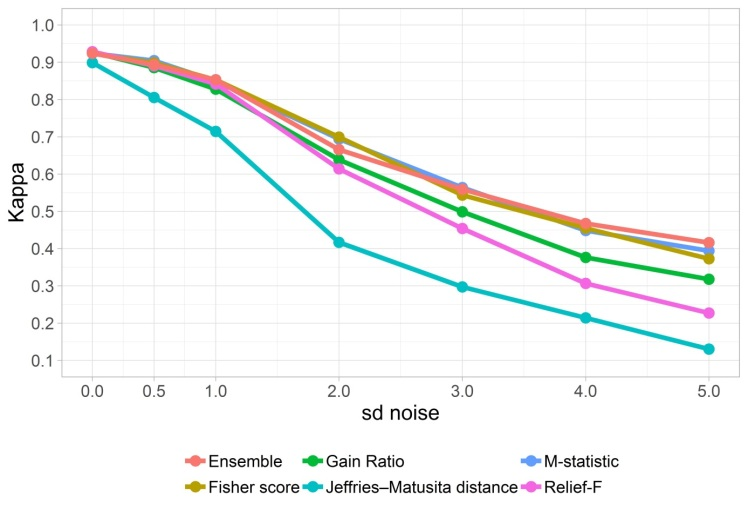 1.0
0.9
0.8
0.7
0.6
0.5
0.4
0.3
0.2
0.1
Kappa
0.0 0.5 1.0 2.0 3.0 4.0 5.0
sd noise
Ensemble Gain Ratio M-statistic
Fisher score Jeffries–Matusita distance Relief-F